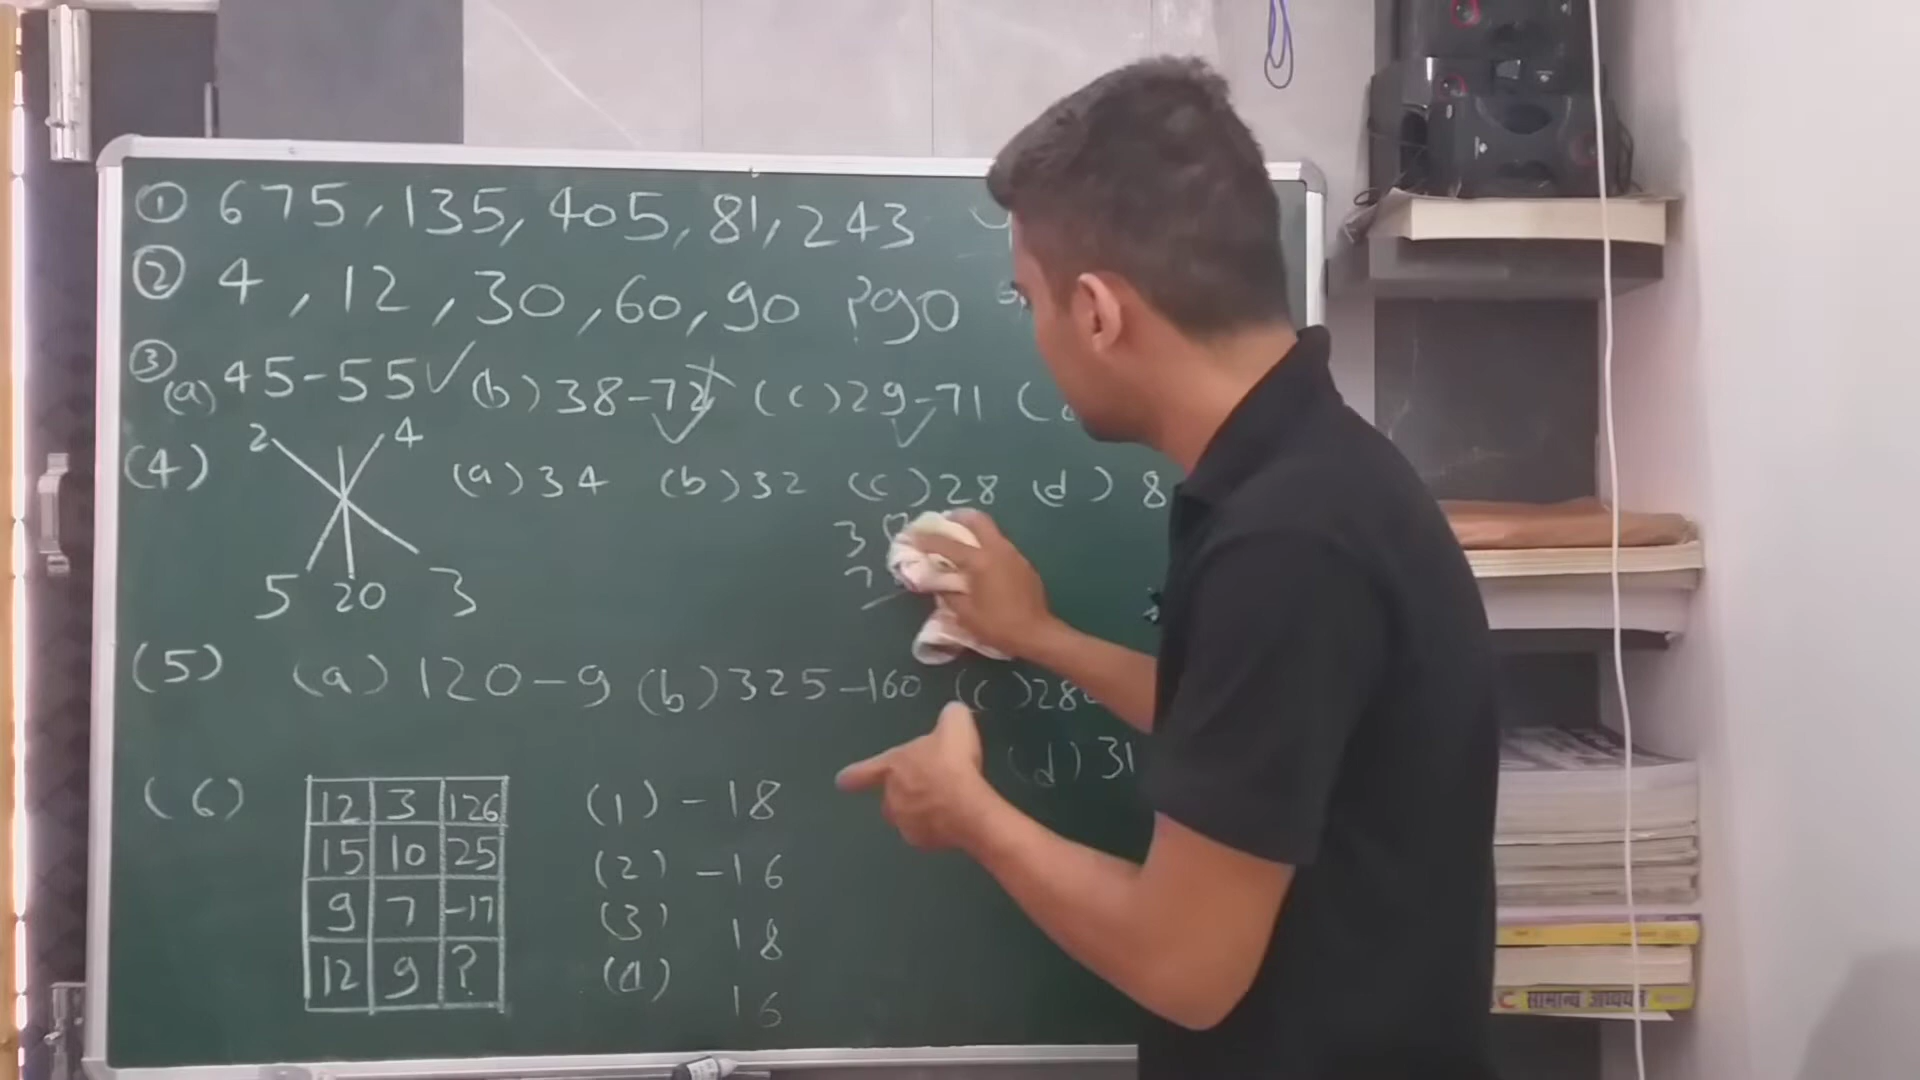 ① 675, 135, 405, 81, 243
② 4, 12, 30, 60, 90 ? 90
③ (a) 45-55 ✓ (b) 38-72 (c) 29-71 (
(4) 2 4 (a) 34 (b) 32 (c) 28 (d) 8
3
7
5 20 3
(5) (a) 120-9 (b) 325-160 (c) 28
(d) 31
(6)
12 3 126
15 10 25
9 7 -17
12 9 ?
(1) -18
(2) -16
(3) 18
(4) 16
सामान्य अध्ययन